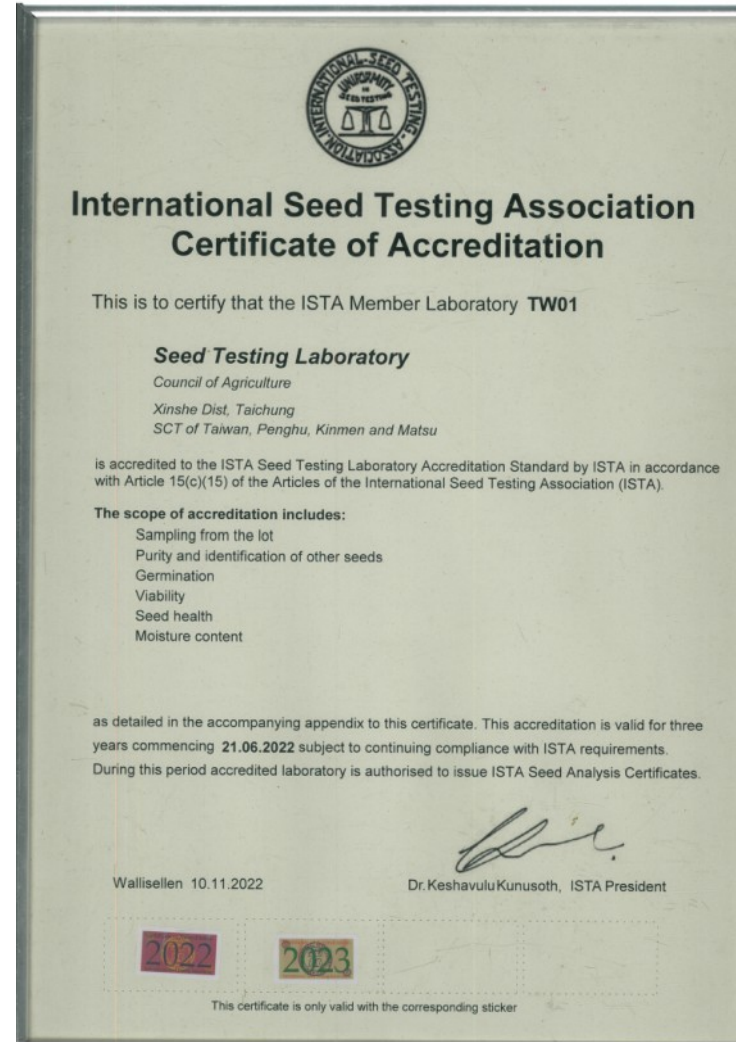 INTERNATIONAL SEED TESTING ASSOCIATION
UNIFORMITY
IN
SEED TESTING
International Seed Testing Association
Certificate of Accreditation
This is to certify that the ISTA Member Laboratory TW01
Seed Testing Laboratory
Council of Agriculture
Xinshe Dist, Taichung
SCT of Taiwan, Penghu, Kinmen and Matsu
is accredited to the ISTA Seed Testing Laboratory Accreditation Standard by ISTA in accordance
with Article 15(c)(15) of the Articles of the International Seed Testing Association (ISTA).
The scope of accreditation includes:
Sampling from the lot
Purity and identification of other seeds
Germination
Viability
Seed health
Moisture content
as detailed in the accompanying appendix to this certificate. This accreditation is valid for three
years commencing 21.06.2022 subject to continuing compliance with ISTA requirements.
During this period accredited laboratory is authorised to issue ISTA Seed Analysis Certificates.
Wallisellen 10.11.2022
Dr. Keshavulu Kunusoth, ISTA President
2022
2023
This certificate is only valid with the corresponding sticker